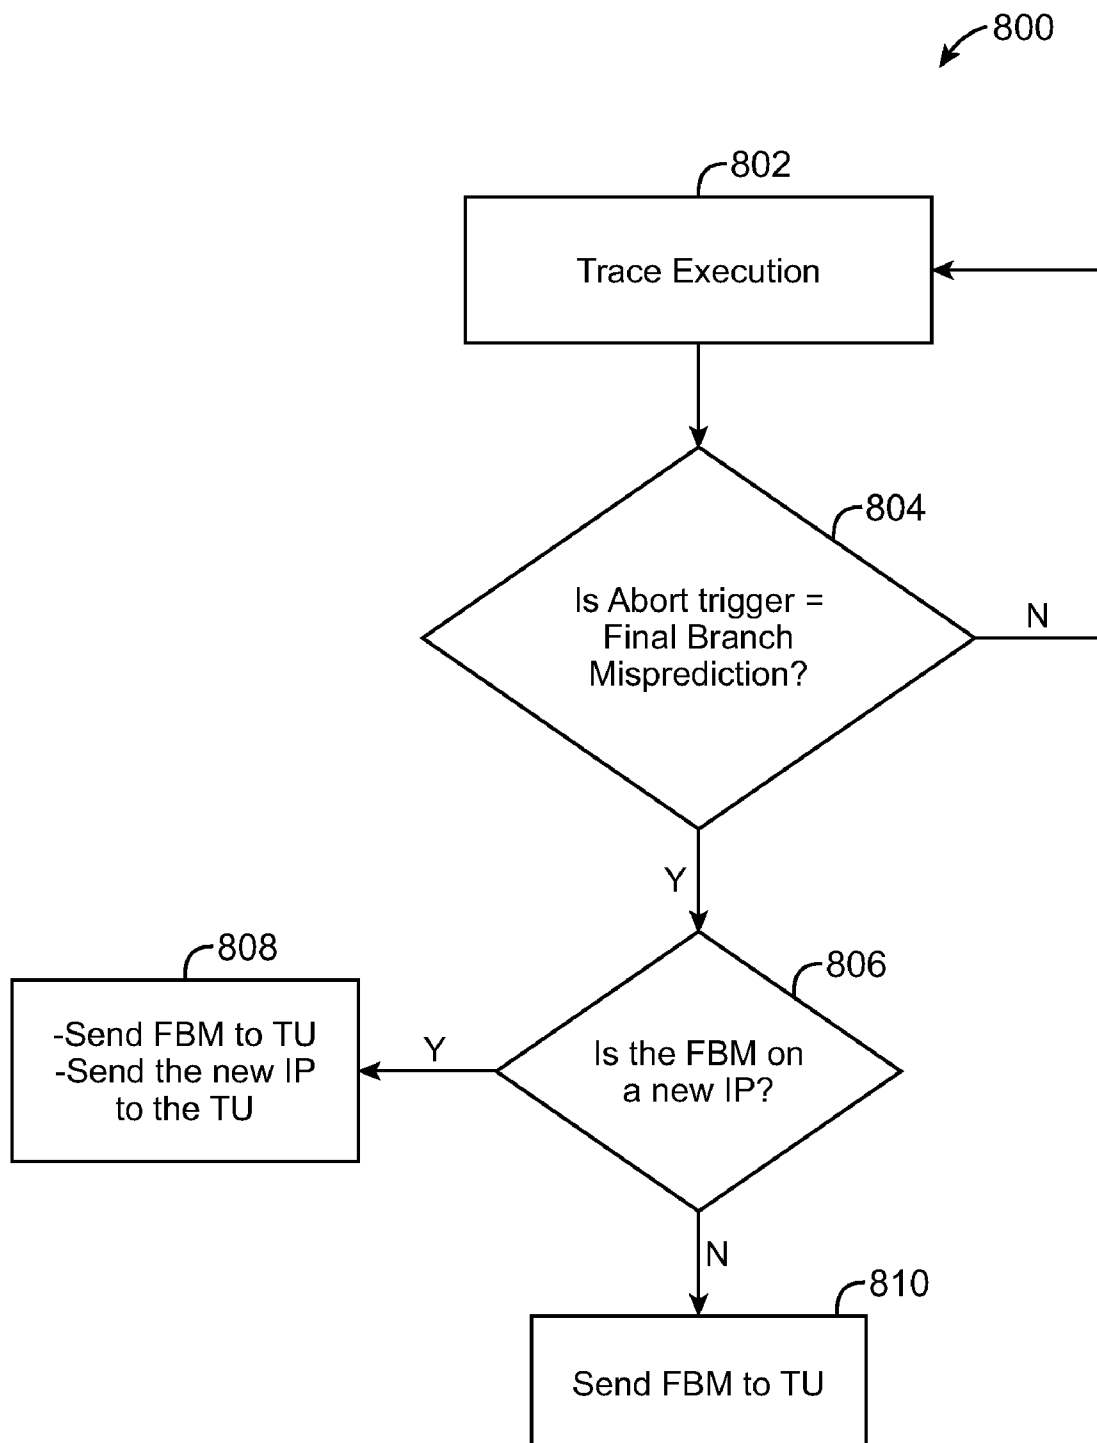 800
802
Trace Execution
804
Is Abort trigger =
Final Branch
Misprediction?
N
Y
808
806
-Send FBM to TU
-Send the new IP
to the TU
Y
Is the FBM on
a new IP?
N
810
Send FBM to TU